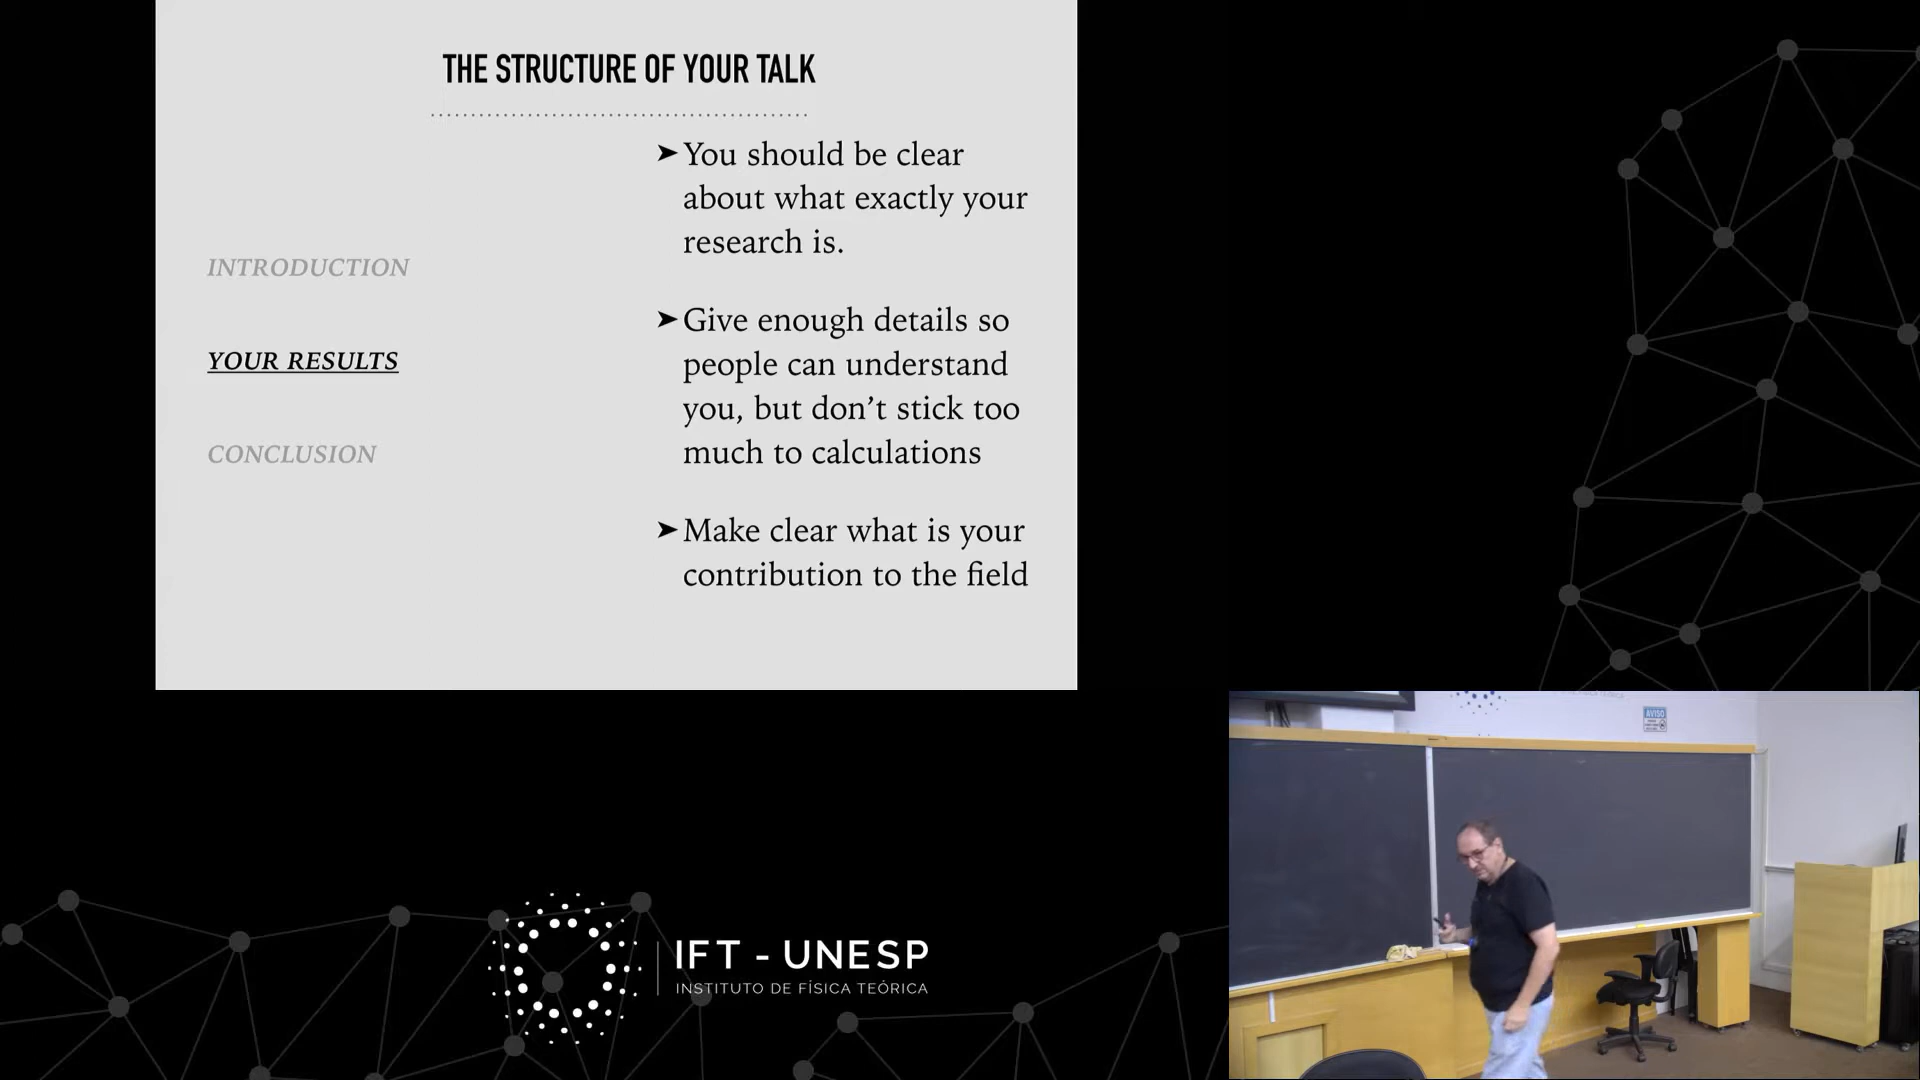 THE STRUCTURE OF YOUR TALK
INTRODUCTION
YOUR RESULTS
CONCLUSION
➤ You should be clear
about what exactly your
research is.
➤ Give enough details so
people can understand
you, but don’t stick too
much to calculations
➤ Make clear what is your
contribution to the field
IFT - UNESP
INSTITUTO DE FÍSICA TEÓRICA
AVISO